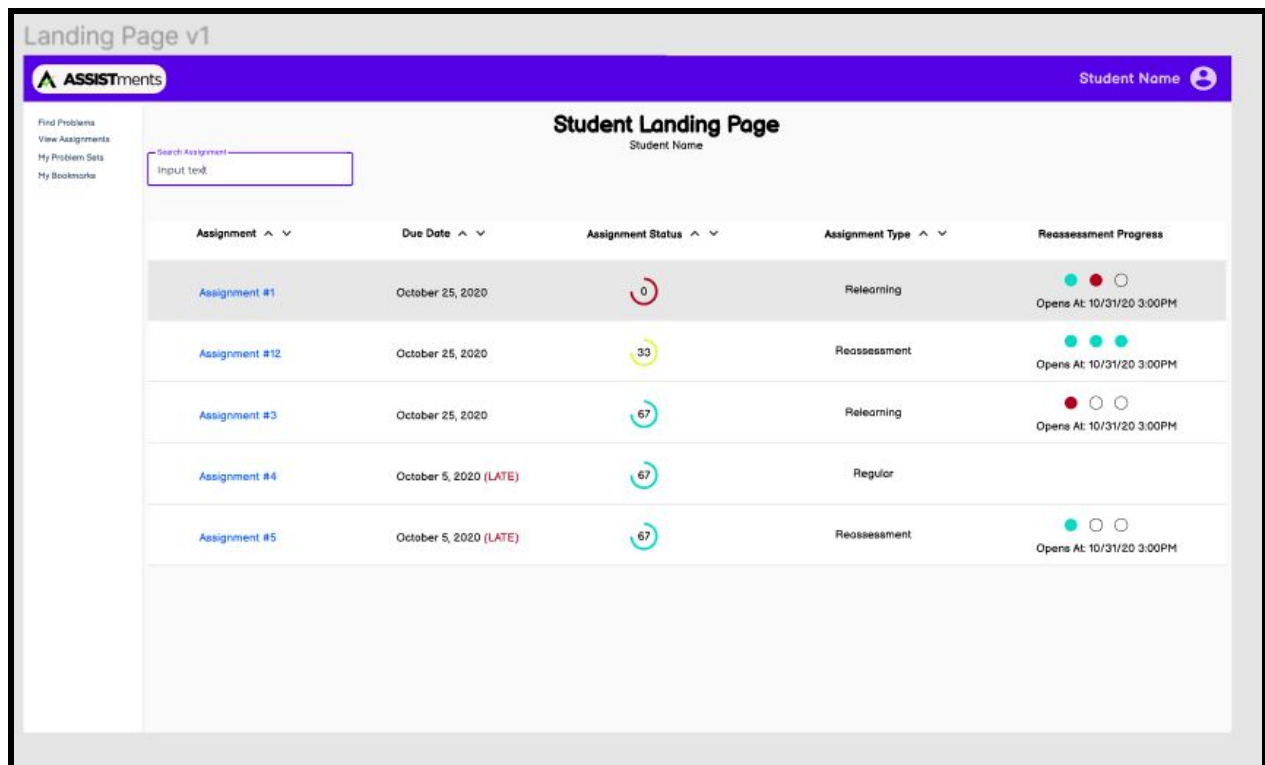 Landing Page v1
ASSISTments
Student Name
Find Problems
View Assignments
My Problem Sets
My Bookmarks
Student Landing Page
Student Name
Search Assignment
Input text
Assignment Due Date Assignment Status Assignment Type Reassessment Progress
Assignment #1 October 25, 2020 0 Relearning
Opens At: 10/31/20 3:00PM
Assignment #12 October 25, 2020 33 Reassessment
Opens At: 10/31/20 3:00PM
Assignment #3 October 25, 2020 67 Relearning
Opens At: 10/31/20 3:00PM
Assignment #4 October 5, 2020 (LATE) 67 Regular
Assignment #5 October 5, 2020 (LATE) 67 Reassessment
Opens At: 10/31/20 3:00PM